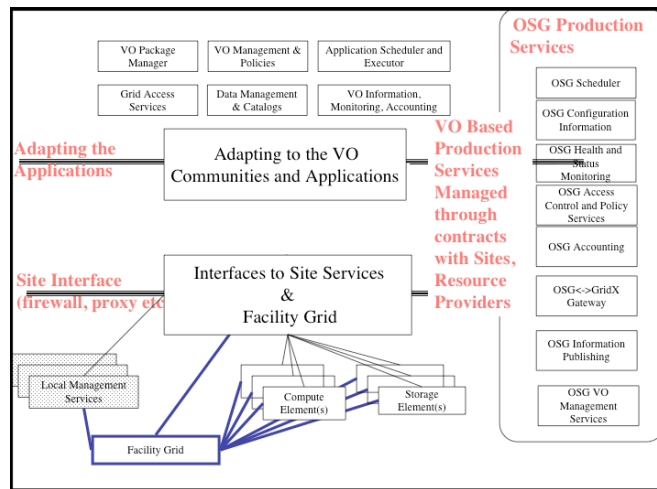 OSG Production
Services
VO Package
Manager
VO Management &
Policies
Application Scheduler and
Executor
Grid Access
Services
Data Management
& Catalogs
VO Information,
Monitoring, Accounting
OSG Scheduler
OSG Configuration
Information
OSG Health and
Status
Monitoring
OSG Access
Control and Policy
Services
OSG Accounting
OSG<->GridX
Gateway
OSG Information
Publishing
OSG VO
Management
Services
Adapting the
Applications
Adapting to the VO
Communities and Applications
VO Based
Production
Services
Managed
through
contracts
with Sites,
Resource
Providers
Site Interface
(firewall, proxy etc
Interfaces to Site Services
&
Facility Grid
Local Management
Services
Compute
Element(s)
Storage
Element(s)
Facility Grid